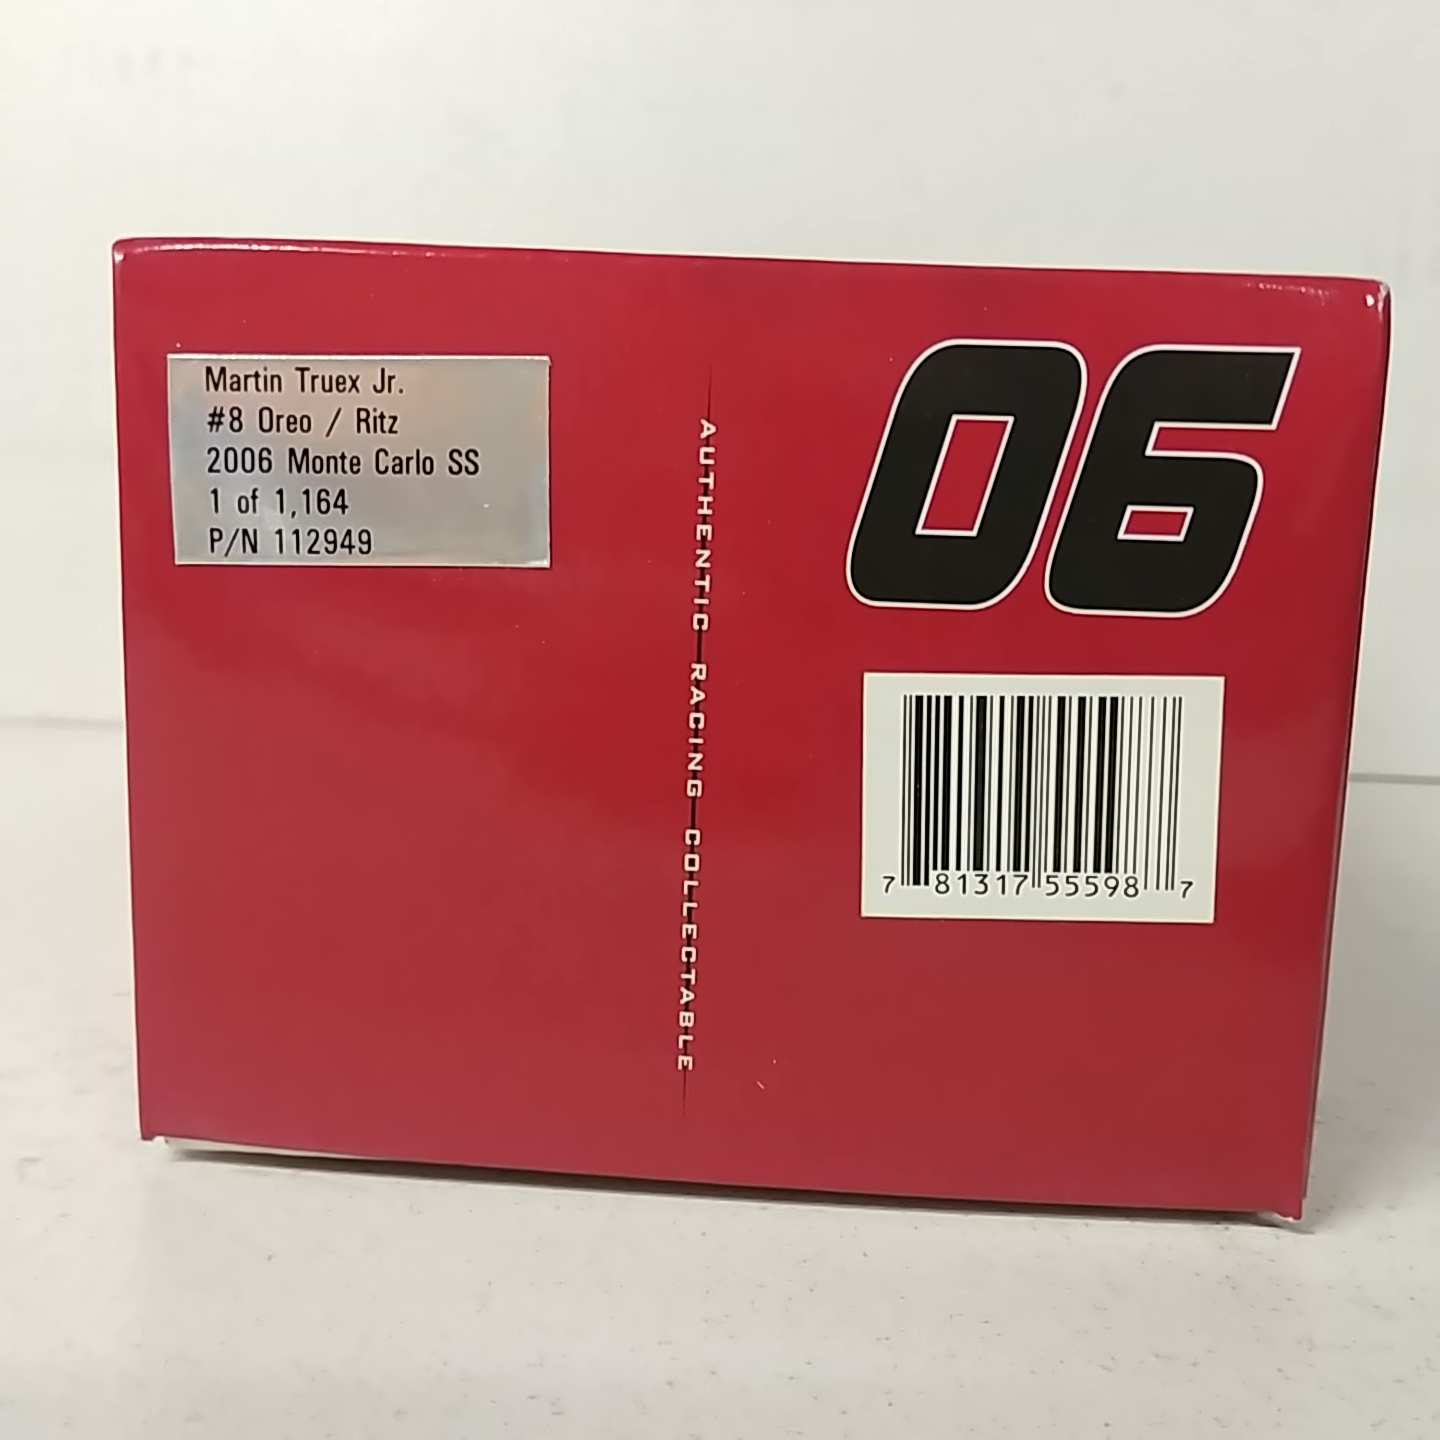 Martin Truex Jr.
#8 Oreo / Ritz
2006 Monte Carlo SS
1 of 1,164
P/N 112949
AUTHENTIC RACING COLLECTABLE
06
7 81317 55598 7